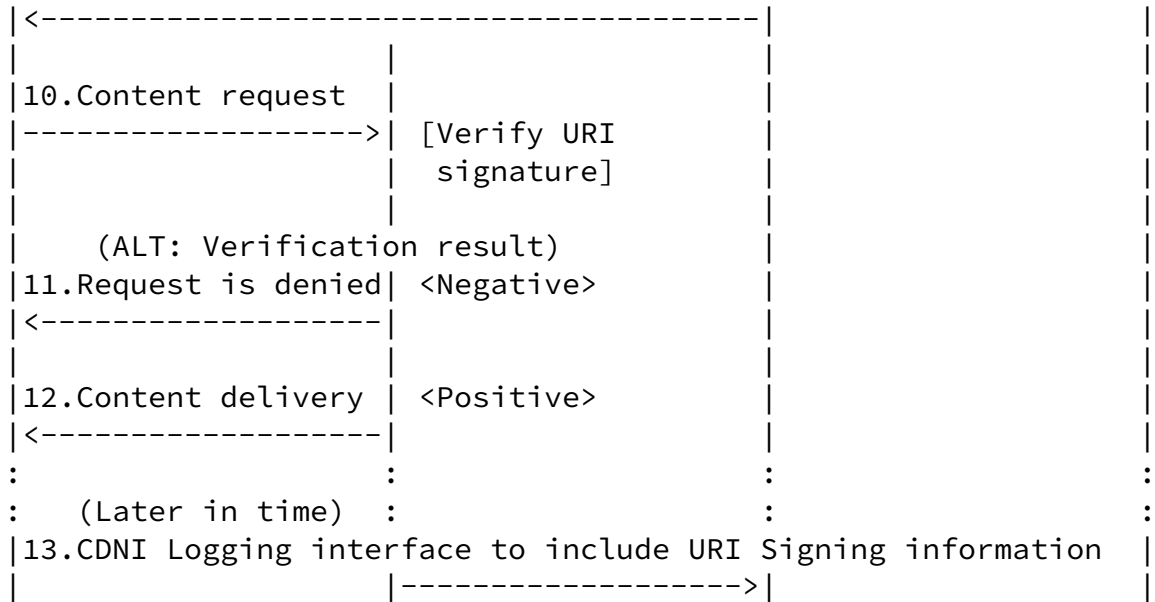 |<----------------------------------------|                    |
|                    |                    |                    |
|10.Content request  |                    |                    |
|------------------->| [Verify URI        |                    |
|                    |  signature]        |                    |
|                    |                    |                    |
|    (ALT: Verification result)           |                    |
|11.Request is denied| <Negative>         |                    |
|<-------------------|                    |                    |
|                    |                    |                    |
|12.Content delivery | <Positive>         |                    |
|<-------------------|                    |                    |
:                    :                    :                    :
:   (Later in time)  :                    :                    :
|13.CDNI Logging interface to include URI Signing information  |
|                    |------------------->|                    |